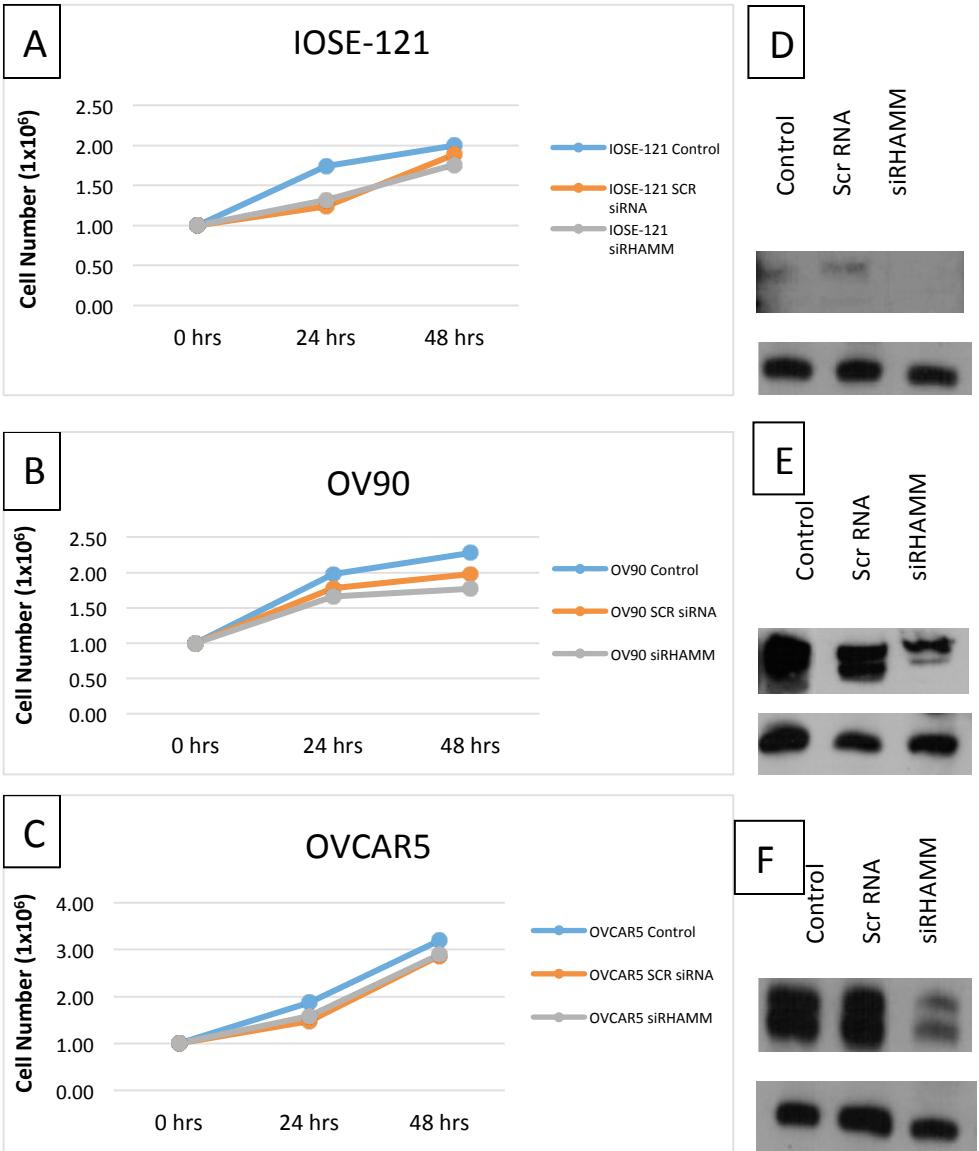 A
IOSE-121
Cell Number (1x10⁶)
2.50
2.00
1.50
1.00
0.50
0.00
0 hrs 24 hrs 48 hrs
IOSE-121 Control
IOSE-121 SCR
siRNA
IOSE-121
siRHAMM
D
Control
Scr RNA
siRHAMM
B
OV90
Cell Number (1x10⁶)
2.50
2.00
1.50
1.00
0.50
0.00
0 hrs 24 hrs 48 hrs
OV90 Control
OV90 SCR siRNA
OV90 siRHAMM
E
Control
Scr RNA
siRHAMM
C
OVCAR5
Cell Number (1x10⁶)
4.00
3.00
2.00
1.00
0.00
0 hrs 24 hrs 48 hrs
OVCAR5 Control
OVCAR5 SCR siRNA
OVCAR5 siRHAMM
F
Control
Scr RNA
siRHAMM